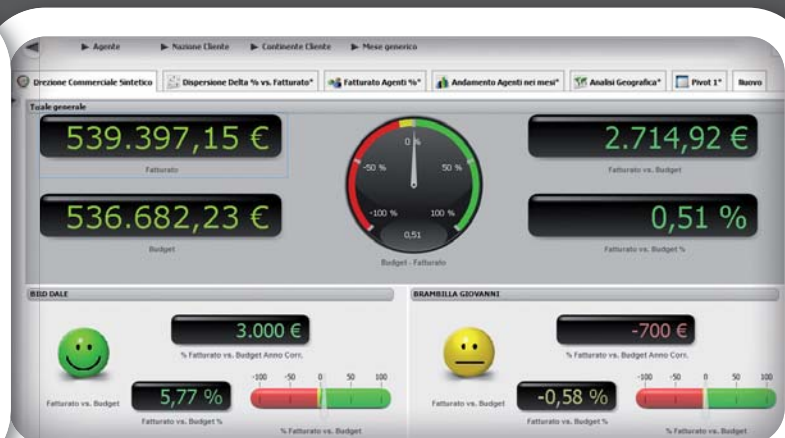 Agente Nazione Cliente Continente Cliente Mese generico
Drezione Commerciale Sintetico Dispersione Delta % vs. Fatturato* Fatturato Agenti %* Andamento Agenti nei mesi* Analisi Geografica* Pivot 1* Nuovo
Totale generale
539.397,15 €
Fatturato
536.682,23 €
Budget
0 %
-50 % 50 %
-100 % 100 %
0,51
Budget - Fatturato
2.714,92 €
Fatturato vs. Budget
0,51 %
Fatturato vs. Budget %
BIID DALE
3.000 €
% Fatturato vs. Budget Anno Corr.
Fatturato vs. Budget
5,77 %
Fatturato vs. Budget %
-100 -50 0 50 100
% Fatturato vs. Budget
BRAMBILLA GIOVANNI
-700 €
% Fatturato vs. Budget Anno Corr.
Fatturato vs. Budget
-0,58 %
Fatturato vs. Budget %
-100 -50 0 50 100
% Fatturato vs. Budget